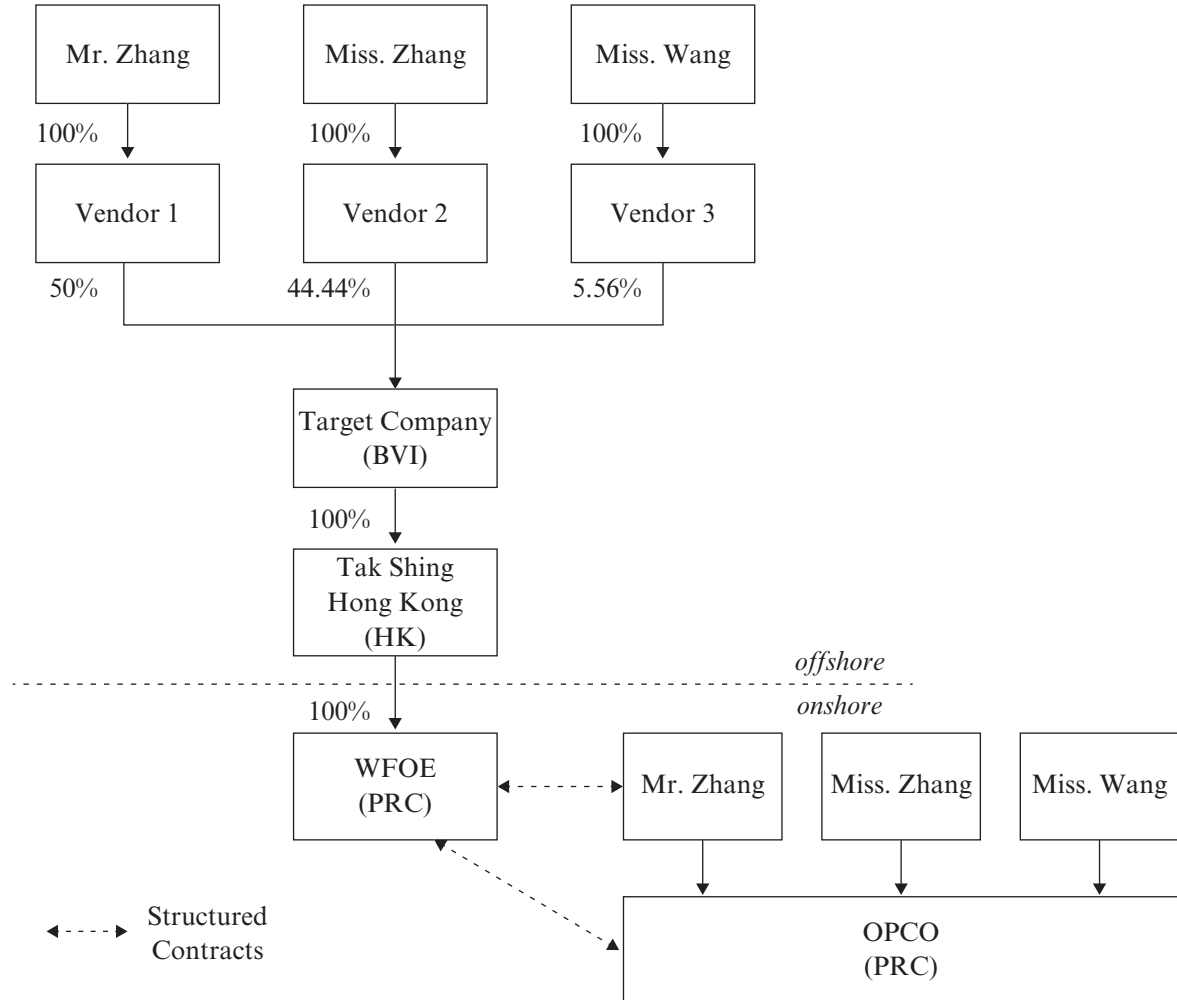 Mr. Zhang
Miss. Zhang
Miss. Wang
100%
100%
100%
Vendor 1
Vendor 2
Vendor 3
50%
44.44%
5.56%
Target Company
(BVI)
100%
Tak Shing
Hong Kong
(HK)
offshore
onshore
100%
WFOE
(PRC)
Mr. Zhang
Miss. Zhang
Miss. Wang
Structured
Contracts
OPCO
(PRC)